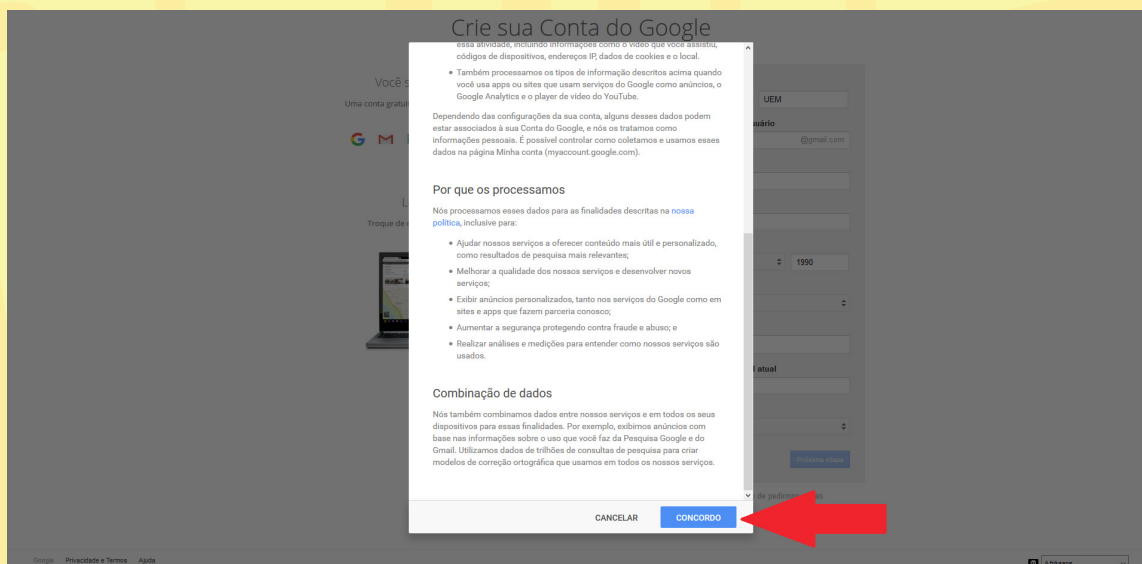 Crie sua Conta do Google
essa atividade, incluindo informações como o vídeo que você assistiu,
códigos de dispositivos, endereços IP, dados de cookies e o local.
• Também processamos os tipos de informação descritos acima quando
você usa apps ou sites que usam serviços do Google como anúncios, o
Google Analytics e o player de vídeo do YouTube.
Dependendo das configurações da sua conta, alguns desses dados podem
estar associados à sua Conta do Google, e nós os tratamos como
informações pessoais. É possível controlar como coletamos e usamos esses
dados na página Minha conta (myaccount.google.com).
Por que os processamos
Nós processamos esses dados para as finalidades descritas na nossa
política, inclusive para:
• Ajudar nossos serviços a oferecer conteúdo mais útil e personalizado,
como resultados de pesquisa mais relevantes;
• Melhorar a qualidade dos nossos serviços e desenvolver novos
serviços;
• Exibir anúncios personalizados, tanto nos serviços do Google como em
sites e apps que fazem parceria conosco;
• Aumentar a segurança protegendo contra fraude e abuso; e
• Realizar análises e medições para entender como nossos serviços são
usados.
Combinação de dados
Nós também combinamos dados entre nossos serviços e em todos os seus
dispositivos para essas finalidades. Por exemplo, exibimos anúncios com
base nas informações sobre o uso que você faz da Pesquisa Google e do
Gmail. Utilizamos dados de trilhões de consultas de pesquisa para criar
modelos de correção ortográfica que usamos em todos os nossos serviços.
CANCELAR CONCORDO
Você
Uma conta
Troque de
UEM
@gmail.com
1990
atual
Próxima etapa
Google Privacidade e Termos Ajuda